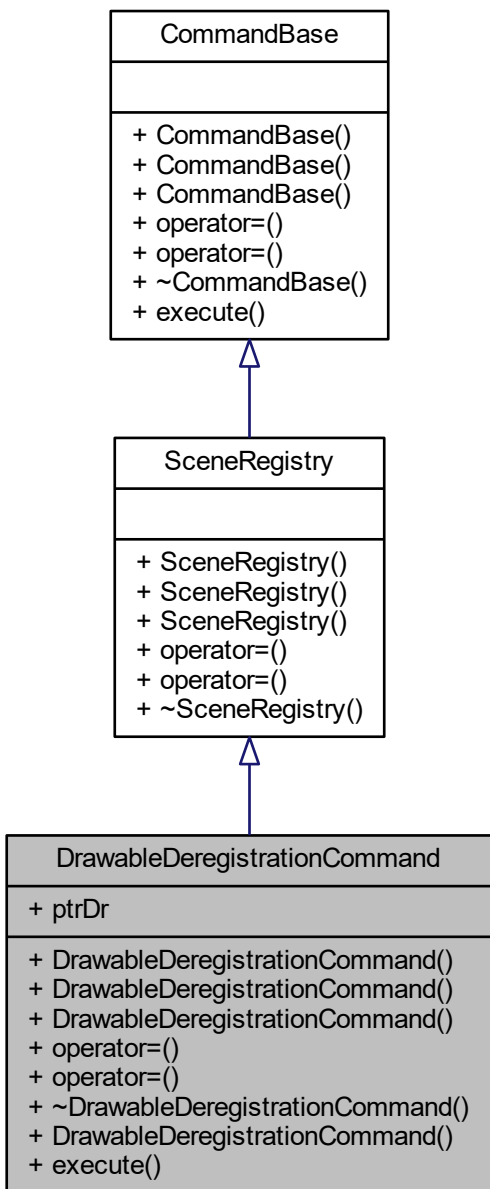 CommandBase
+ CommandBase()
+ CommandBase()
+ CommandBase()
+ operator=()
+ operator=()
+ ~CommandBase()
+ execute()
SceneRegistry
+ SceneRegistry()
+ SceneRegistry()
+ SceneRegistry()
+ operator=()
+ operator=()
+ ~SceneRegistry()
DrawableDeregistrationCommand
+ ptrDr
+ DrawableDeregistrationCommand()
+ DrawableDeregistrationCommand()
+ DrawableDeregistrationCommand()
+ operator=()
+ operator=()
+ ~DrawableDeregistrationCommand()
+ DrawableDeregistrationCommand()
+ execute()